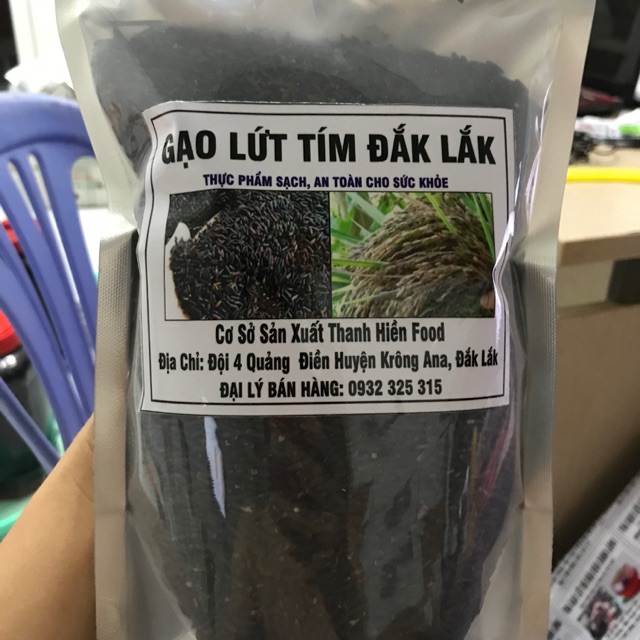 GẠO LỨT TÍM ĐẮK LẮK
THỰC PHẨM SẠCH, AN TOÀN CHO SỨC KHỎE
Cơ Sở Sản Xuất Thanh Hiền Food
Địa Chỉ: Đội 4 Quảng Điền Huyện Krông Ana, Đắk Lắk
ĐẠI LÝ BÁN HÀNG: 0932 325 315